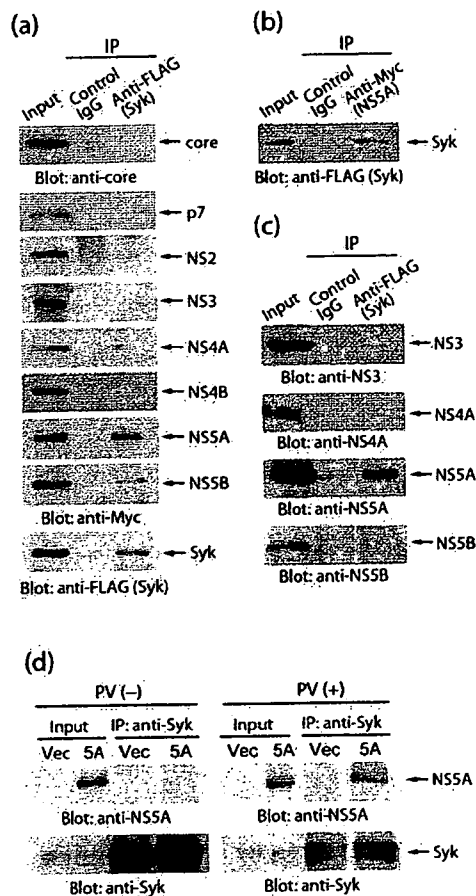 (a)
IP
Input
Control IgG
Anti-FLAG (Syk)
core
Blot: anti-core
p7
NS2
NS3
NS4A
NS4B
NS5A
NS5B
Blot: anti-Myc
Syk
Blot: anti-FLAG (Syk)
(b)
IP
Input
Control IgG
Anti-Myc (NS5A)
Syk
Blot: anti-FLAG (Syk)
(c)
IP
Input
Control IgG
Anti-FLAG (Syk)
NS3
Blot: anti-NS3
NS4A
Blot: anti-NS4A
NS5A
Blot: anti-NS5A
NS5B
Blot: anti-NS5B
(d)
PV (–) PV (+)
Input IP: anti-Syk Input IP: anti-Syk
Vec 5A Vec 5A Vec 5A Vec 5A
NS5A
Blot: anti-NS5A Blot: anti-NS5A
Syk
Blot: anti-Syk Blot: anti-Syk